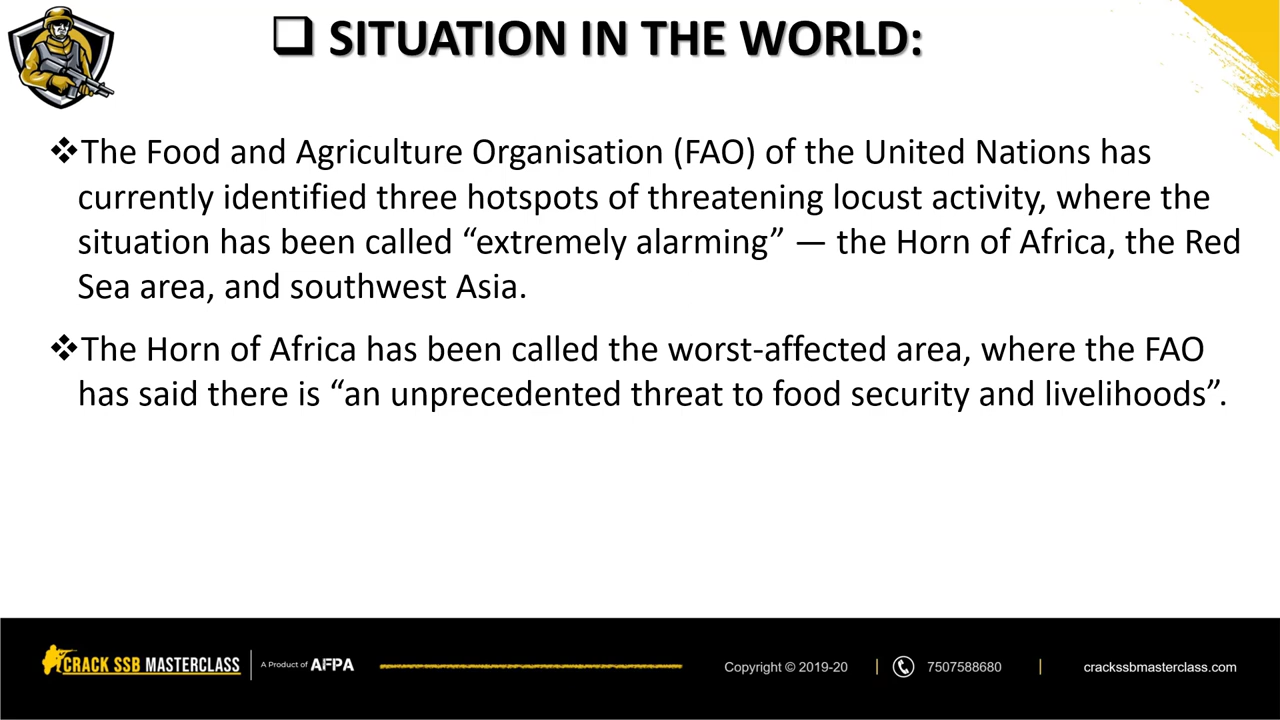 ❑ SITUATION IN THE WORLD:
❖The Food and Agriculture Organisation (FAO) of the United Nations has
currently identified three hotspots of threatening locust activity, where the
situation has been called “extremely alarming” — the Horn of Africa, the Red
Sea area, and southwest Asia.
❖The Horn of Africa has been called the worst-affected area, where the FAO
has said there is “an unprecedented threat to food security and livelihoods”.
CRACK SSB MASTERCLASS | A Product of AFPA Copyright © 2019-20 | 7507588680 | crackssbmasterclass.com